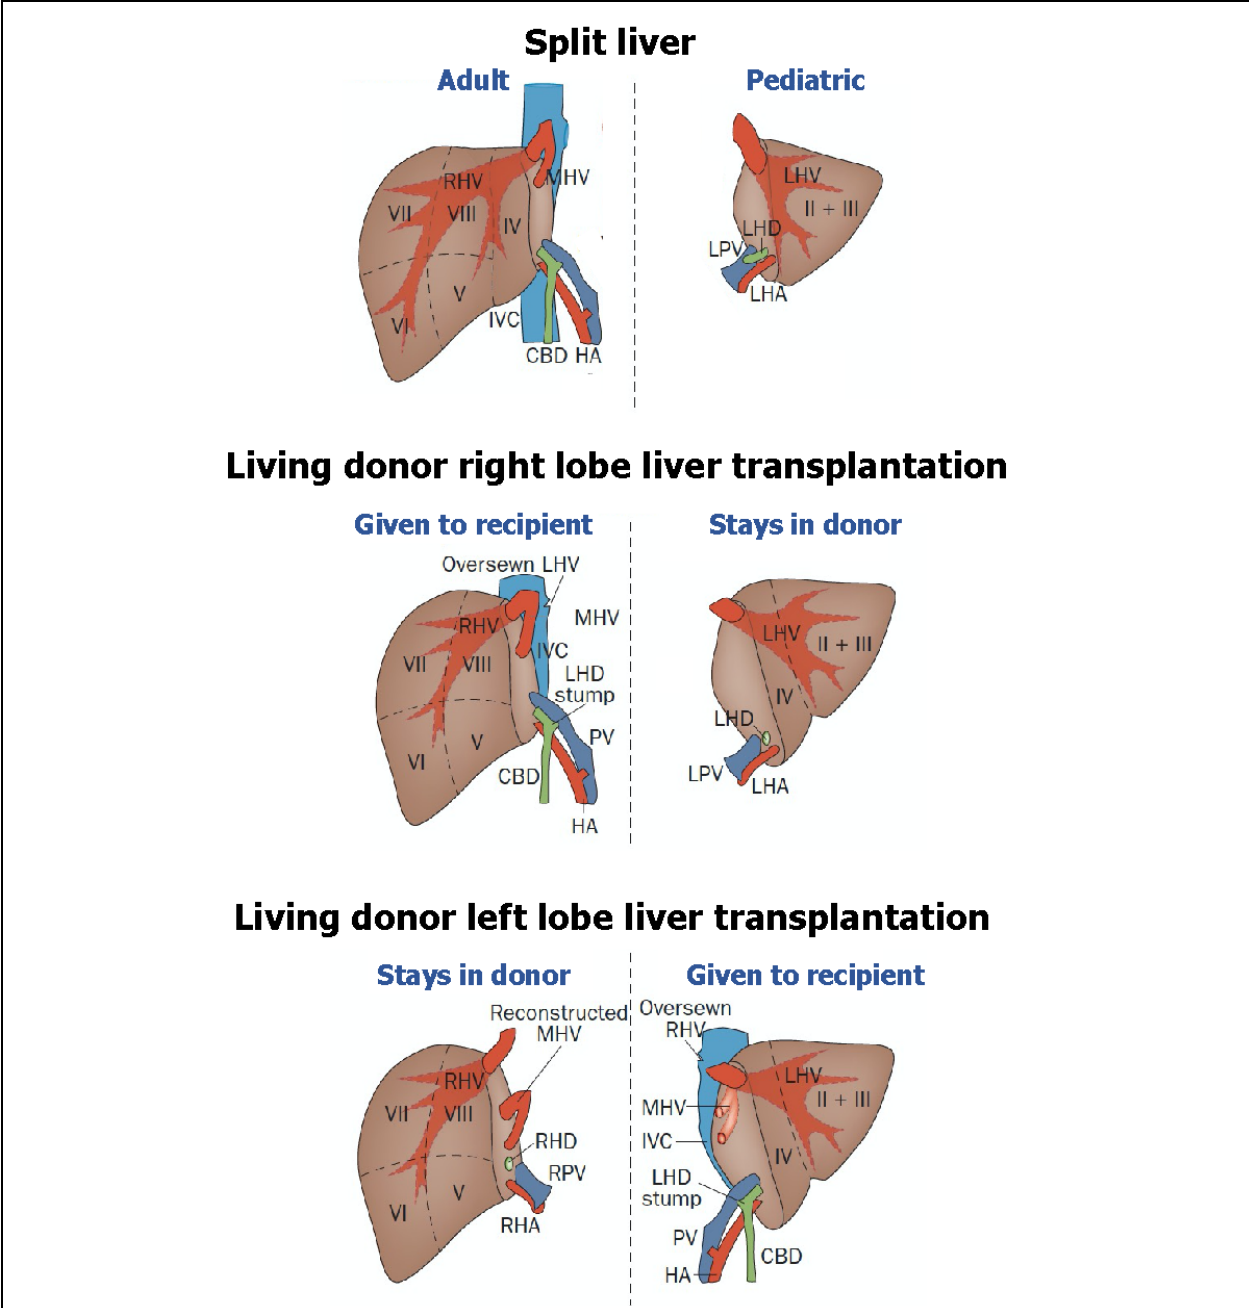 Split liver
Adult
Pediatric
RHV
MHV
VII
VIII
IV
V
VI
IVC
CBD HA
LHV
II + III
LHD
LPV
LHA
Living donor right lobe liver transplantation
Given to recipient
Stays in donor
Oversewn LHV
MHV
RHV
IVC
VII
VIII
LHD
stump
V
PV
VI
CBD
HA
LHV
II + III
IV
LHD
LPV
LHA
Living donor left lobe liver transplantation
Stays in donor
Given to recipient
Reconstructed
MHV
RHV
VII
VIII
RHD
RPV
V
VI
RHA
Oversewn
RHV
LHV
II + III
MHV
IVC
IV
LHD
stump
PV
CBD
HA